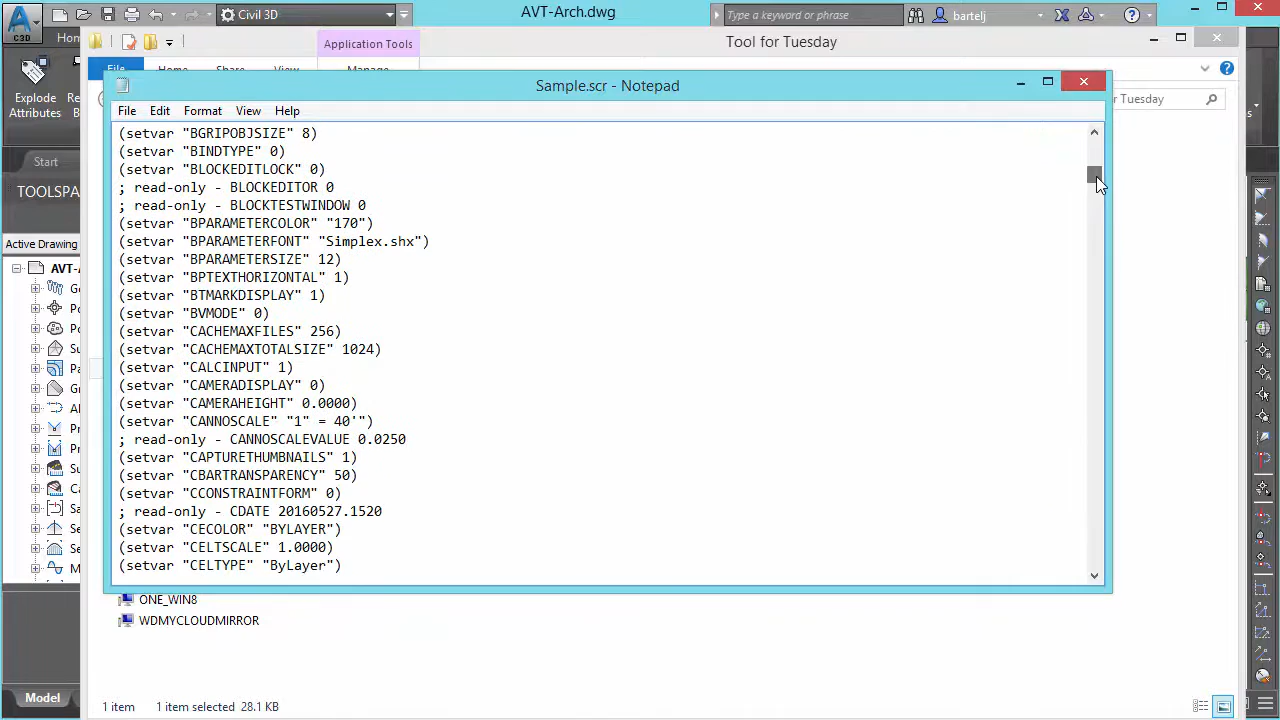 Civil 3D
AVT-Arch.dwg
Type a keyword or phrase
bartelj
C3D
Application Tools
Tool for Tuesday
File
Home
Share
View
Manage
Sample.scr - Notepad
File Edit Format View Help
Tuesday
Explode
Attributes
Start
TOOLSPA
Active Drawing
AVT-A
(setvar "BGRIPOBJSIZE" 8)
(setvar "BINDTYPE" 0)
(setvar "BLOCKEDITLOCK" 0)
; read-only - BLOCKEDITOR 0
; read-only - BLOCKTESTWINDOW 0
(setvar "BPARAMETERCOLOR" "170")
(setvar "BPARAMETERFONT" "Simplex.shx")
(setvar "BPARAMETERSIZE" 12)
(setvar "BPTEXTHORIZONTAL" 1)
(setvar "BTMARKDISPLAY" 1)
(setvar "BVMODE" 0)
(setvar "CACHEMAXFILES" 256)
(setvar "CACHEMAXTOTALSIZE" 1024)
(setvar "CALCINPUT" 1)
(setvar "CAMERADISPLAY" 0)
(setvar "CAMERAHEIGHT" 0.0000)
(setvar "CANNOSCALE" "1" = 40'")
; read-only - CANNOSCALEVALUE 0.0250
(setvar "CAPTURETHUMBNAILS" 1)
(setvar "CBARTRANSPARENCY" 50)
(setvar "CCONSTRAINTFORM" 0)
; read-only - CDATE 20160527.1520
(setvar "CECOLOR" "BYLAYER")
(setvar "CELTSCALE" 1.0000)
(setvar "CELTYPE" "ByLayer")
ONE_WIN8
WDMYCLOUDMIRROR
Model
1 item 1 item selected 28.1 KB